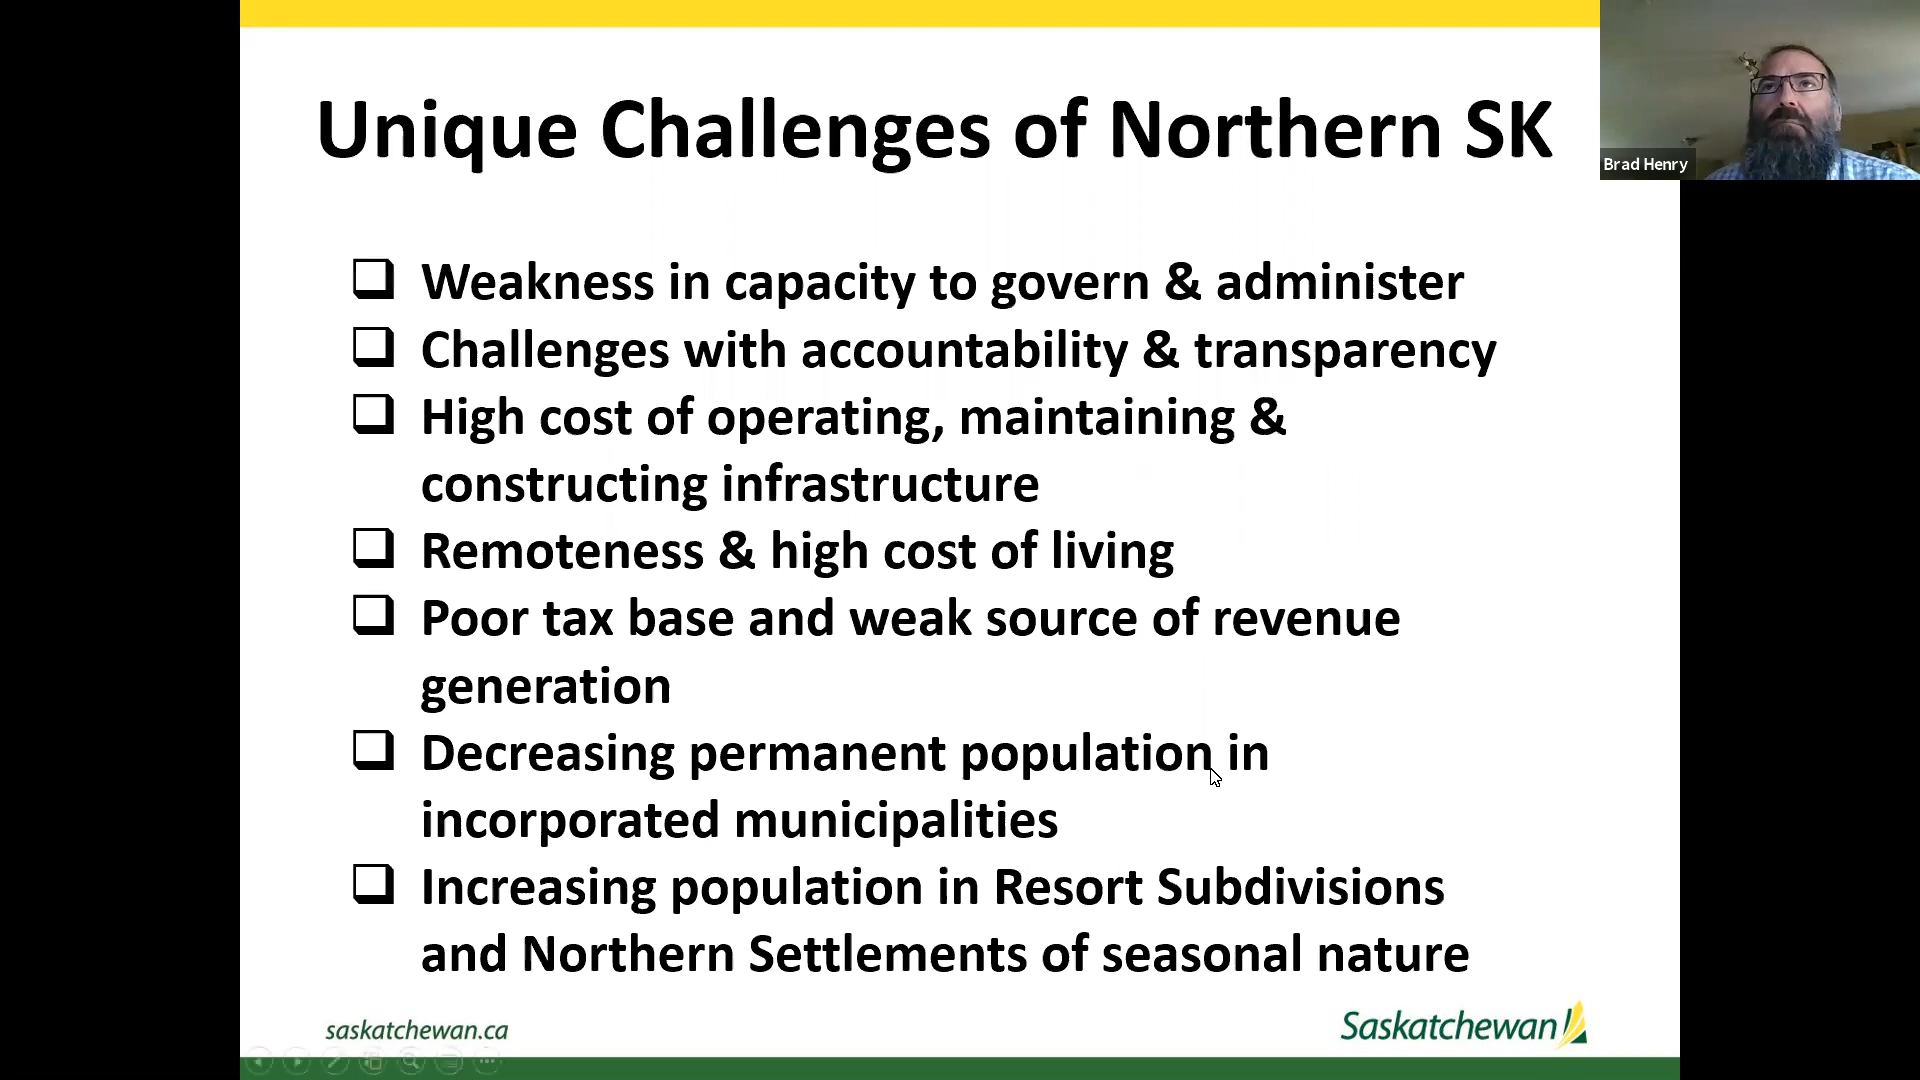 Unique Challenges of Northern SK
Brad Henry
Weakness in capacity to govern & administer
Challenges with accountability & transparency
High cost of operating, maintaining &
constructing infrastructure
Remoteness & high cost of living
Poor tax base and weak source of revenue
generation
Decreasing permanent population in
incorporated municipalities
Increasing population in Resort Subdivisions
and Northern Settlements of seasonal nature
saskatchewan.ca
Saskatchewan